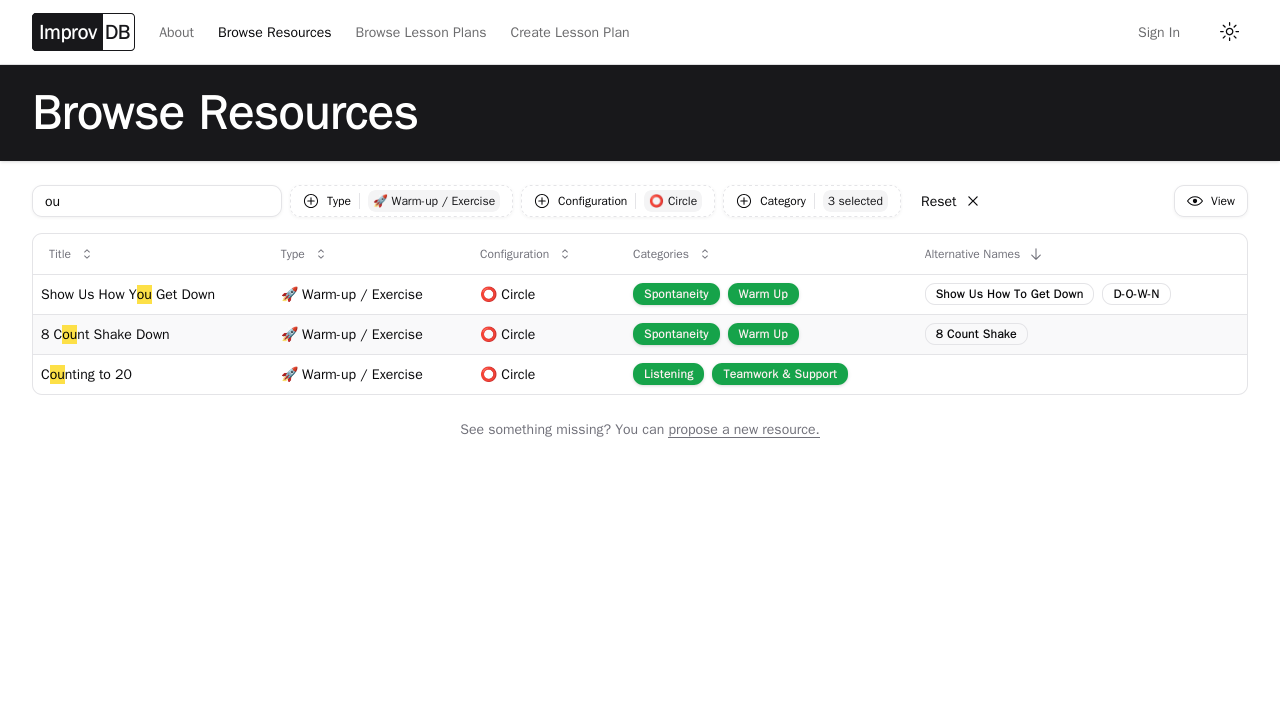 Improv DB About Browse Resources Browse Lesson Plans Create Lesson Plan Sign In
Browse Resources
ou Type 🚀 Warm-up / Exercise Configuration ⭕ Circle Category 3 selected Reset View
Title Type Configuration Categories Alternative Names
Show Us How You Get Down 🚀 Warm-up / Exercise ⭕ Circle Spontaneity Warm Up Show Us How To Get Down D-O-W-N
8 Count Shake Down 🚀 Warm-up / Exercise ⭕ Circle Spontaneity Warm Up 8 Count Shake
Counting to 20 🚀 Warm-up / Exercise ⭕ Circle Listening Teamwork & Support
See something missing? You can propose a new resource.